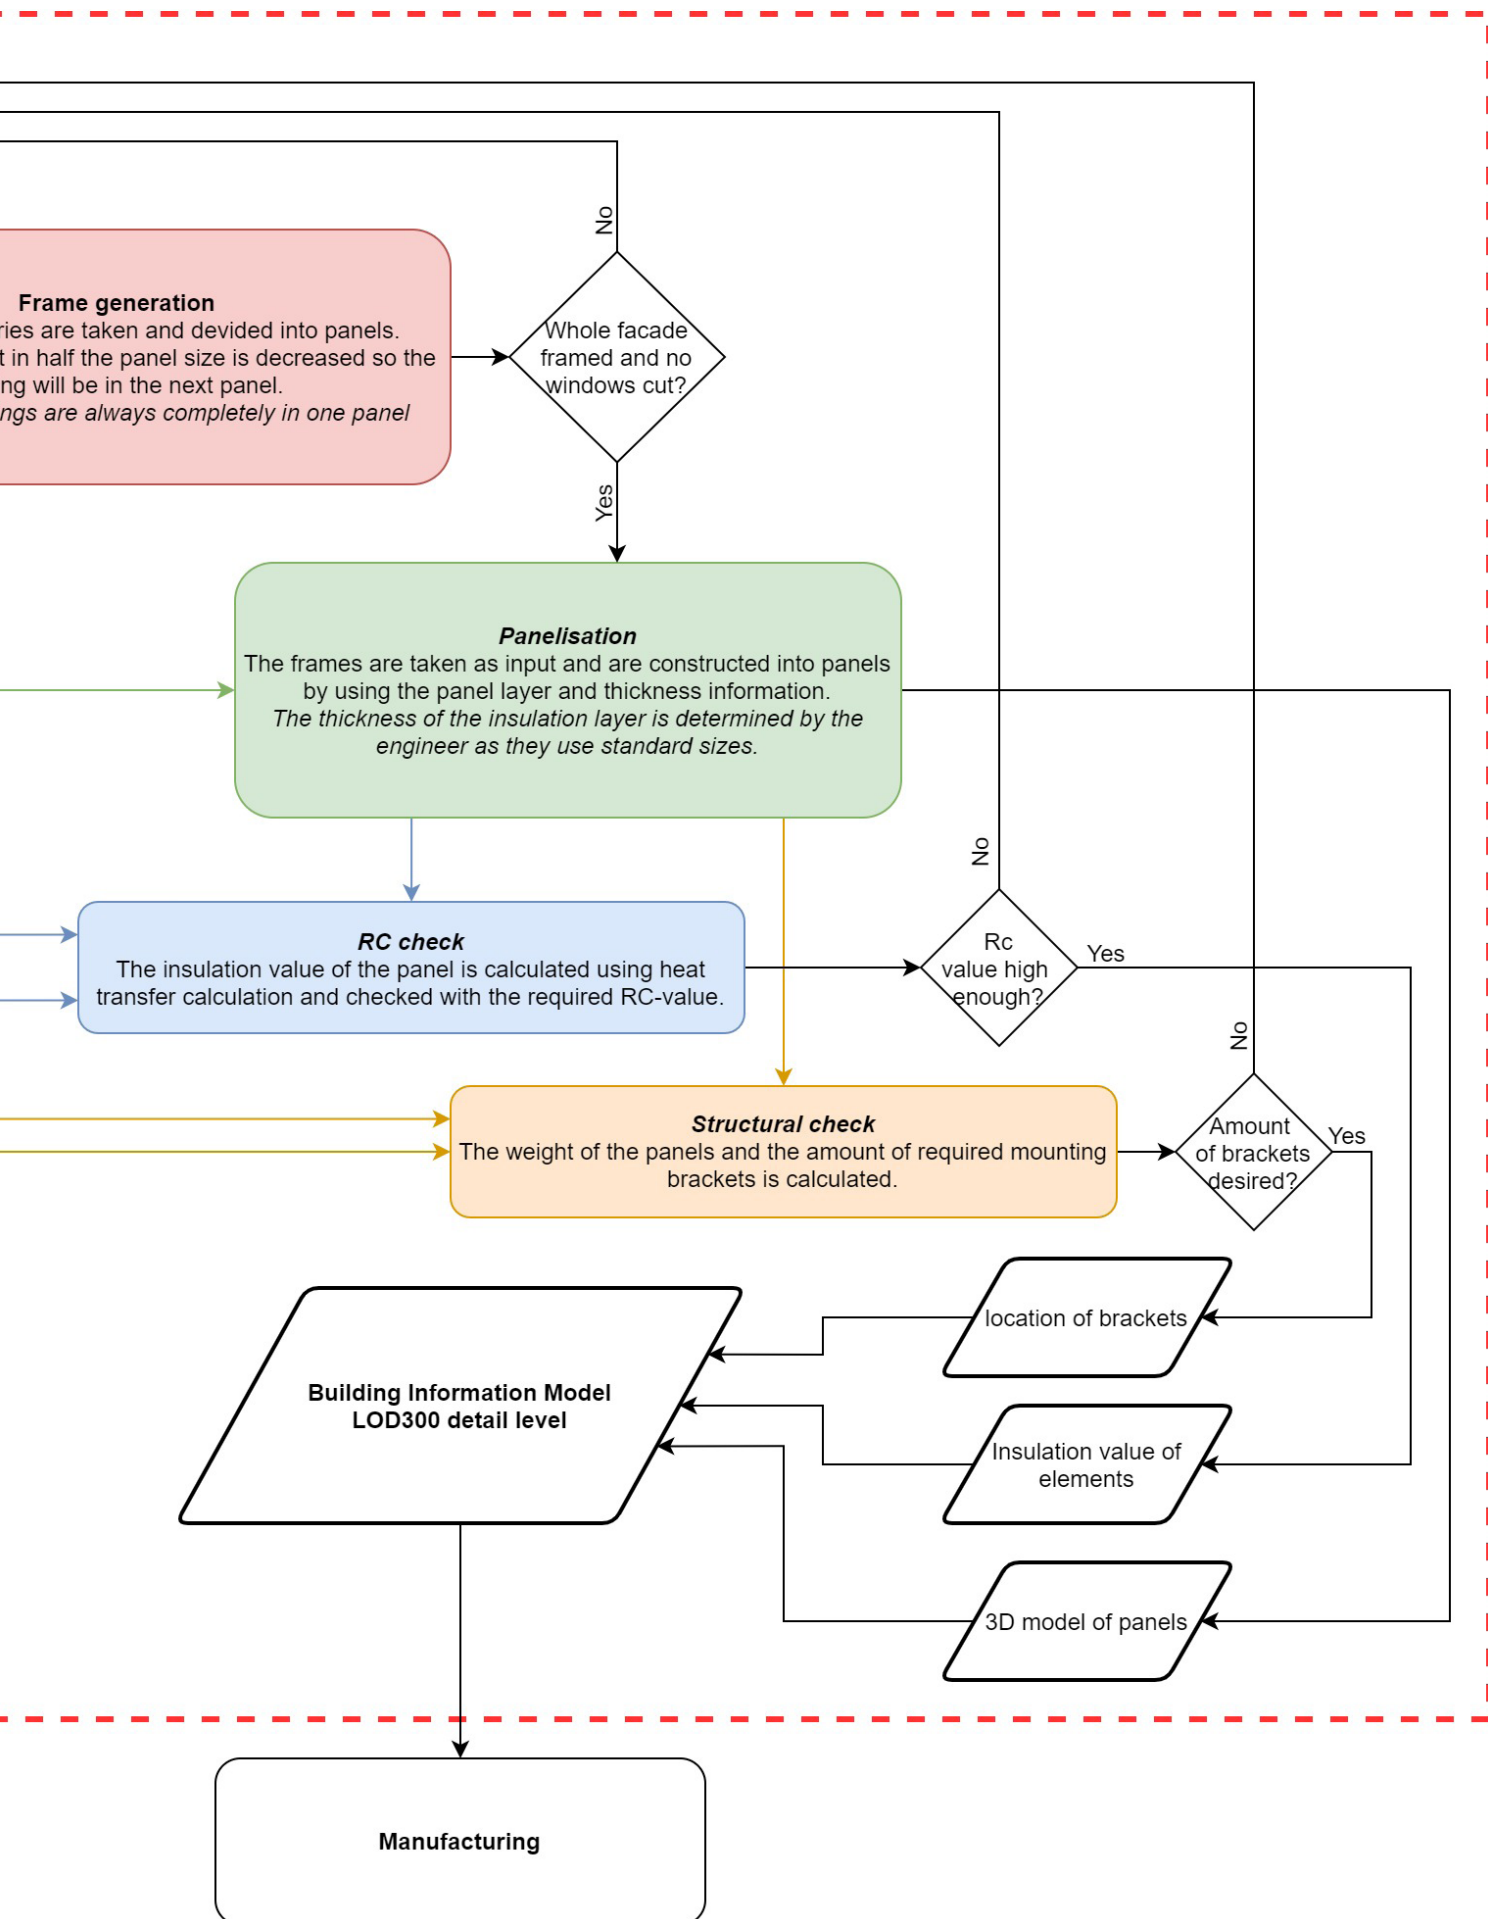 No
Frame generation
ries are taken and devided into panels.
t in half the panel size is decreased so the
ng will be in the next panel.
ngs are always completely in one panel
Whole facade
framed and no
windows cut?
Yes
Panelisation
The frames are taken as input and are constructed into panels
by using the panel layer and thickness information.
The thickness of the insulation layer is determined by the
engineer as they use standard sizes.
No
RC check
The insulation value of the panel is calculated using heat
transfer calculation and checked with the required RC-value.
Rc
value high
enough?
Yes
No
Structural check
The weight of the panels and the amount of required mounting
brackets is calculated.
Amount
of brackets
desired?
Yes
location of brackets
Building Information Model
LOD300 detail level
Insulation value of
elements
3D model of panels
Manufacturing